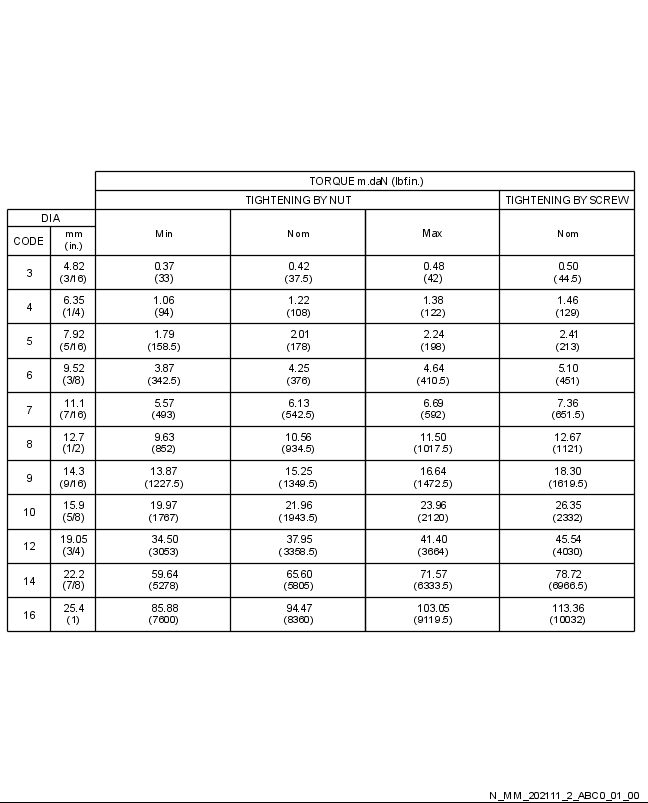 TORQUE m.daN (lbf.in.)
TIGHTENING BY NUT TIGHTENING BY SCREW
DIA
CODE mm (in.) Min Nom Max Nom
3 4.82 0.37 0.42 0.48 0.50
(3/16) (33) (37.5) (42) (44.5)
4 6.35 1.06 1.22 1.38 1.46
(1/4) (94) (108) (122) (129)
5 7.92 1.79 2.01 2.24 2.41
(5/16) (158.5) (178) (198) (213)
6 9.52 3.87 4.25 4.64 5.10
(3/8) (342.5) (376) (410.5) (451)
7 11.1 5.57 6.13 6.69 7.36
(7/16) (493) (542.5) (592) (651.5)
8 12.7 9.63 10.56 11.50 12.67
(1/2) (852) (934.5) (1017.5) (1121)
9 14.3 13.87 15.25 16.64 18.30
(9/16) (1227.5) (1349.5) (1472.5) (1619.5)
10 15.9 19.97 21.96 23.96 26.35
(5/8) (1767) (1943.5) (2120) (2332)
12 19.05 34.50 37.95 41.40 45.54
(3/4) (3053) (3358.5) (3664) (4030)
14 22.2 59.64 65.60 71.57 78.72
(7/8) (5278) (5805) (6333.5) (6966.5)
16 25.4 85.88 94.47 103.05 113.36
(1) (7600) (8360) (9119.5) (10032)
N_MM_202111_2_ABC0_01_00